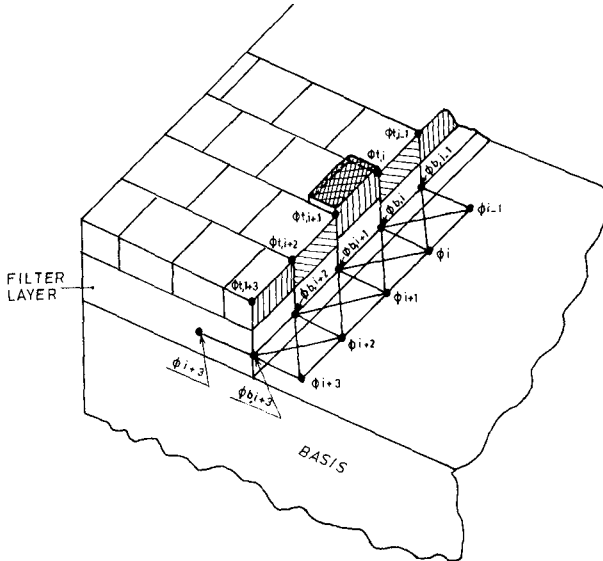 ϕt,i-1
ϕt,i
ϕb,i-1
ϕt,i+3
ϕb,i
ϕi-1
ϕt,i+2
ϕb,i+1
ϕi
ϕt,i+3
ϕb,i+2
ϕi+1
FILTER
LAYER
ϕi+2
ϕi+3
ϕb,i+3
ϕi+3
BASIS